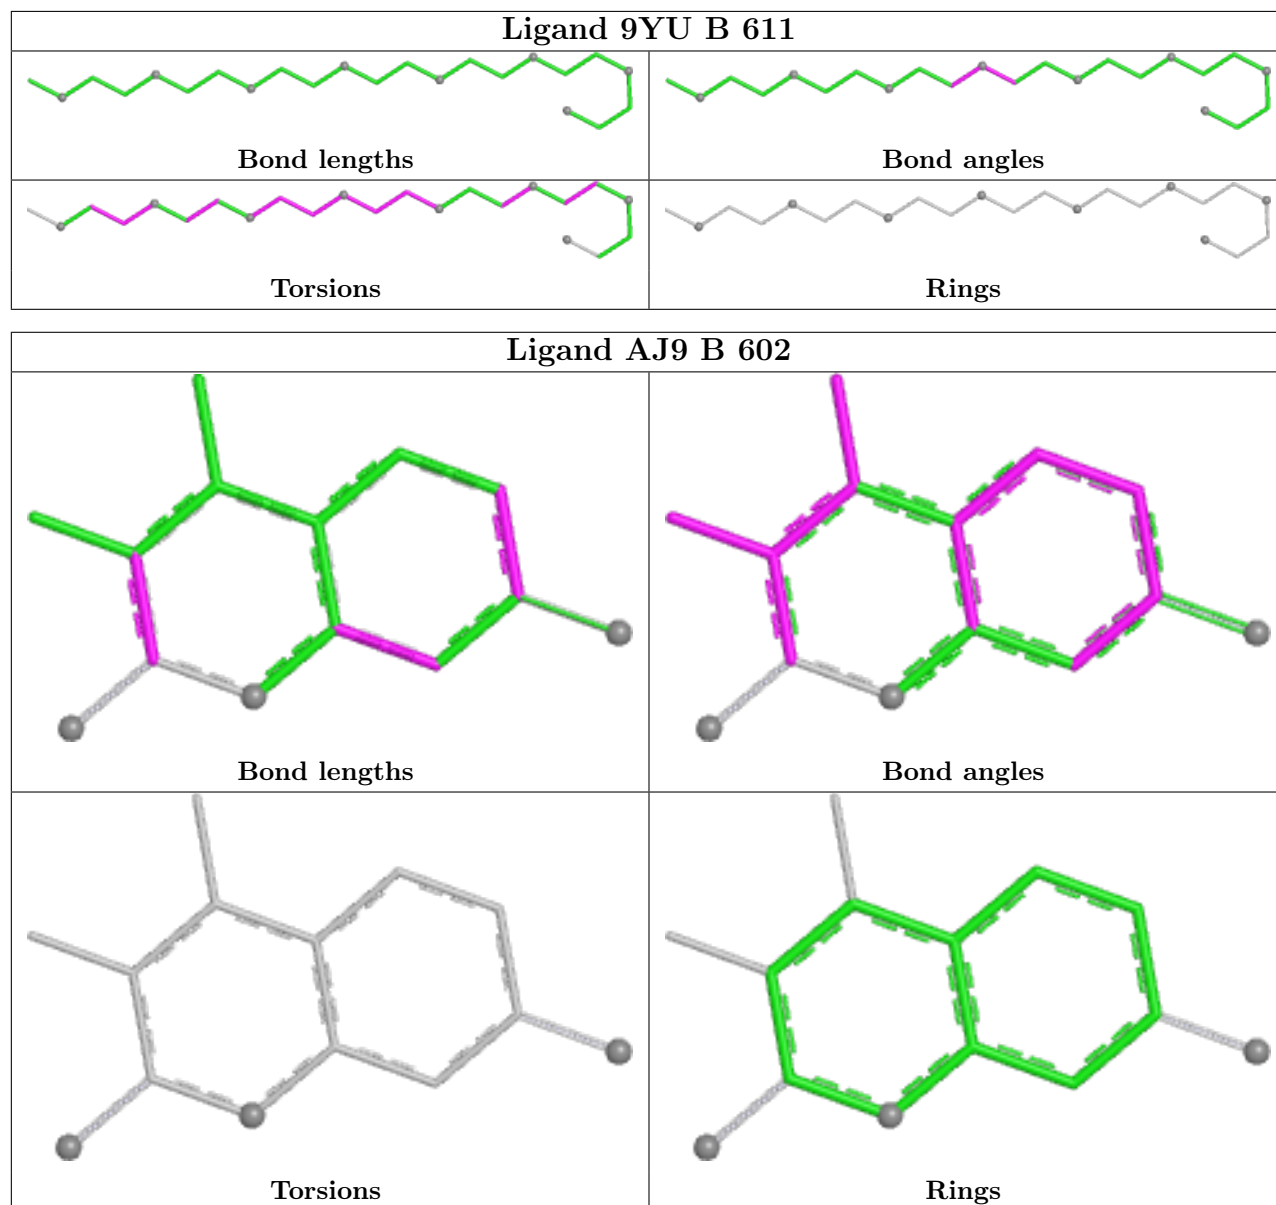 Ligand 9YU B 611
Bond lengths
Bond angles
Torsions
Rings
Ligand AJ9 B 602
Bond lengths
Bond angles
Torsions
Rings